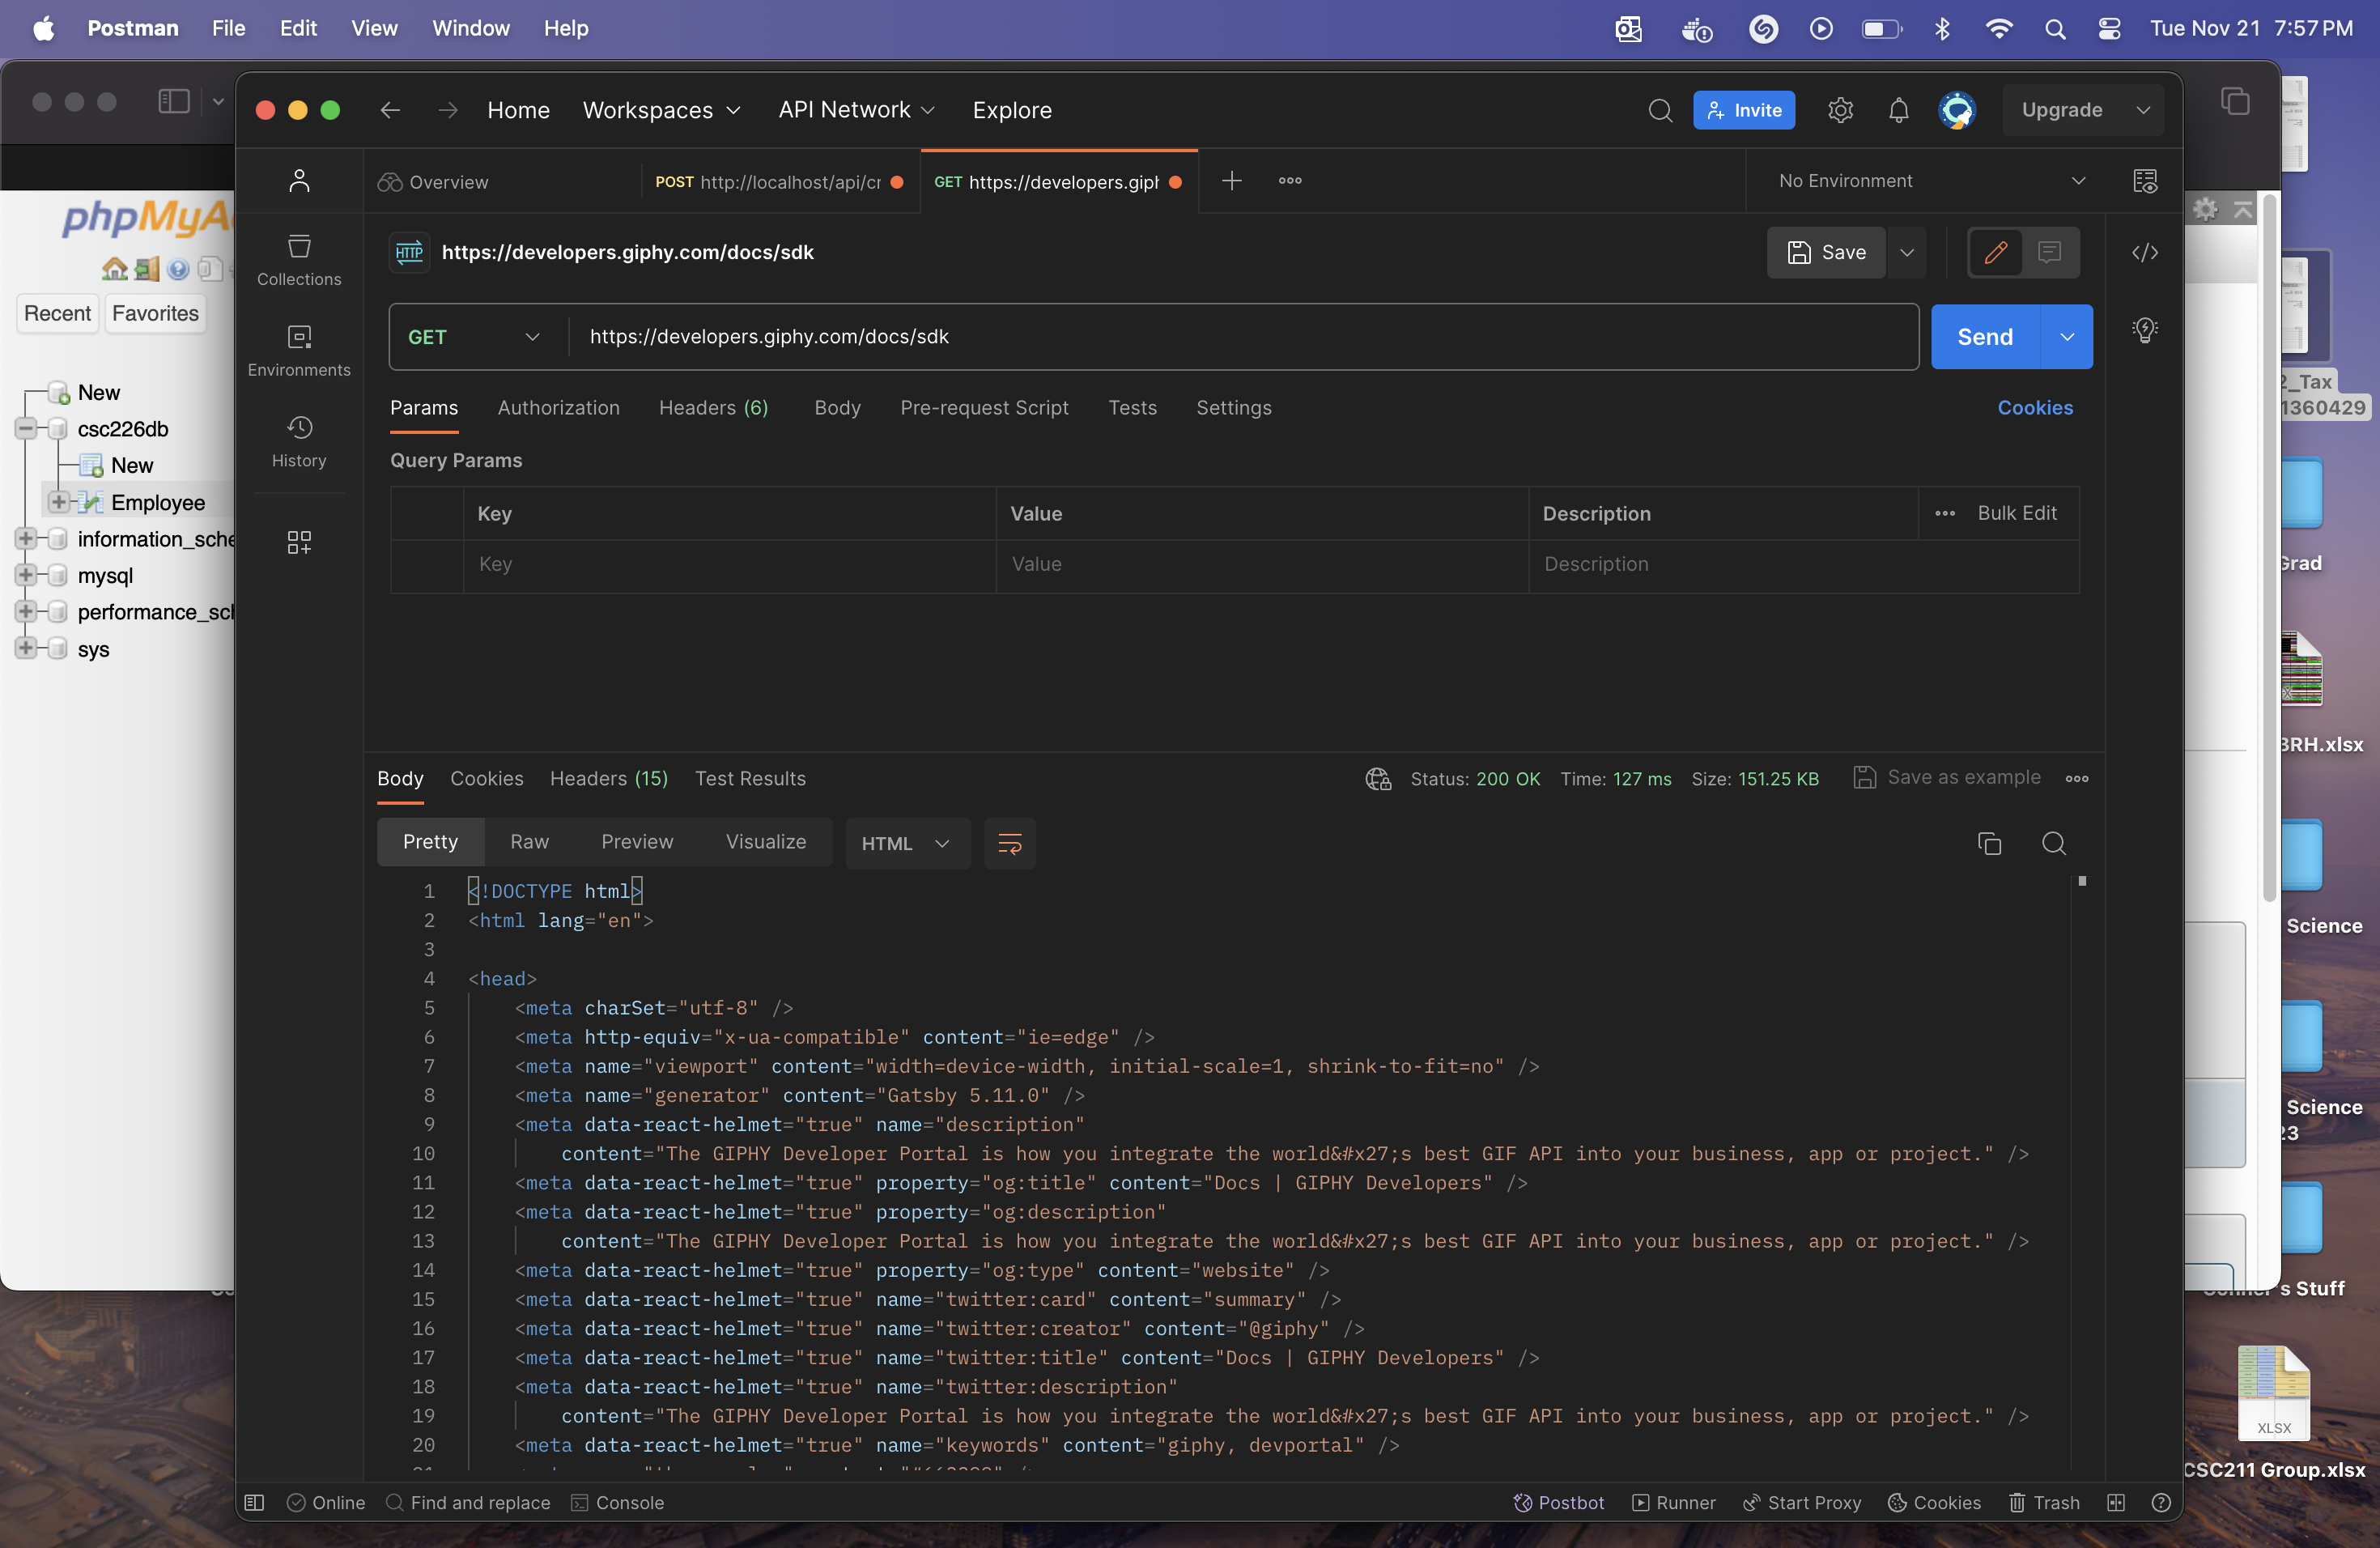 Postman File Edit View Window Help Tue Nov 21 7:57 PM
Home Workspaces API Network Explore Invite Upgrade
Overview POST http://localhost/api/cr GET https://developers.giph No Environment
phpMyA
Recent Favorites
New
csc226db
New
Employee
information_sche
mysql
performance_sch
sys
Collections
Environments
History
HTTP https://developers.giphy.com/docs/sdk Save
GET https://developers.giphy.com/docs/sdk Send
Params Authorization Headers (6) Body Pre-request Script Tests Settings Cookies
Query Params
Key Value Description Bulk Edit
Key Value Description
Body Cookies Headers (15) Test Results Status: 200 OK Time: 127 ms Size: 151.25 KB Save as example
Pretty Raw Preview Visualize HTML
1 <!DOCTYPE html>
2 <html lang="en">
3
4 <head>
5 <meta charSet="utf-8" />
6 <meta http-equiv="x-ua-compatible" content="ie=edge" />
7 <meta name="viewport" content="width=device-width, initial-scale=1, shrink-to-fit=no" />
8 <meta name="generator" content="Gatsby 5.11.0" />
9 <meta data-react-helmet="true" name="description"
10 content="The GIPHY Developer Portal is how you integrate the world&#x27;s best GIF API into your business, app or project." />
11 <meta data-react-helmet="true" property="og:title" content="Docs | GIPHY Developers" />
12 <meta data-react-helmet="true" property="og:description"
13 content="The GIPHY Developer Portal is how you integrate the world&#x27;s best GIF API into your business, app or project." />
14 <meta data-react-helmet="true" property="og:type" content="website" />
15 <meta data-react-helmet="true" name="twitter:card" content="summary" />
16 <meta data-react-helmet="true" name="twitter:creator" content="@giphy" />
17 <meta data-react-helmet="true" name="twitter:title" content="Docs | GIPHY Developers" />
18 <meta data-react-helmet="true" name="twitter:description"
19 content="The GIPHY Developer Portal is how you integrate the world&#x27;s best GIF API into your business, app or project." />
20 <meta data-react-helmet="true" name="keywords" content="giphy, devportal" />
Online Find and replace Console Postbot Runner Start Proxy Cookies Trash
2_Tax
1360429
Grad
BRH.xlsx
Science
Science
23
's Stuff
XLSX
CSC211 Group.xlsx